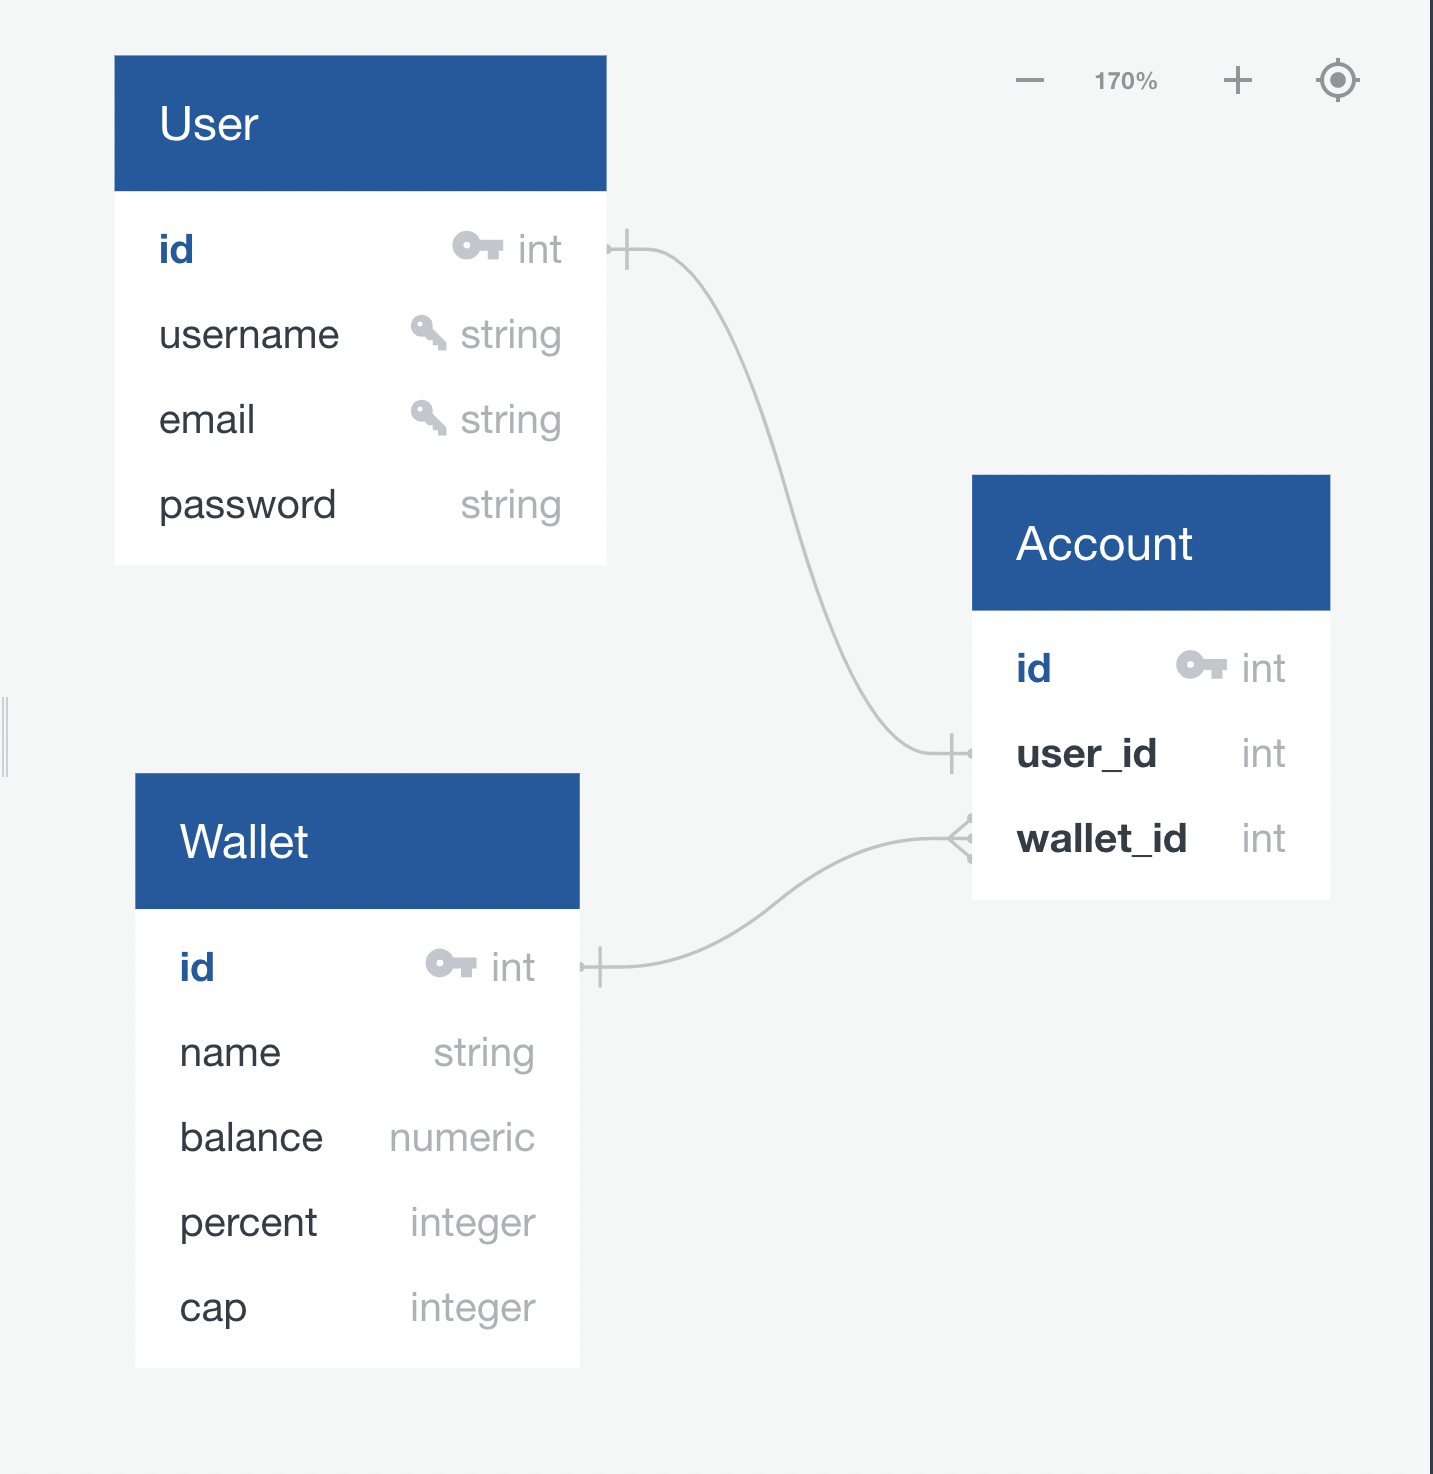 170%
User
id int
username string
email string
password string
Account
id int
user_id int
wallet_id int
Wallet
id int
name string
balance numeric
percent integer
cap integer